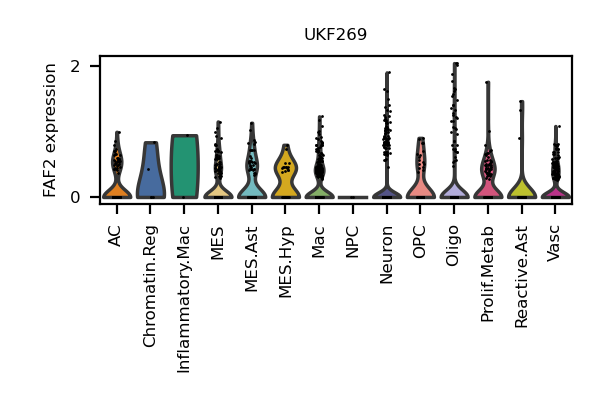 UKF269
FAF2 expression
2
0
AC
Chromatin.Reg
Inflammatory.Mac
MES
MES.Ast
MES.Hyp
Mac
NPC
Neuron
OPC
Oligo
Prolif.Metab
Reactive.Ast
Vasc